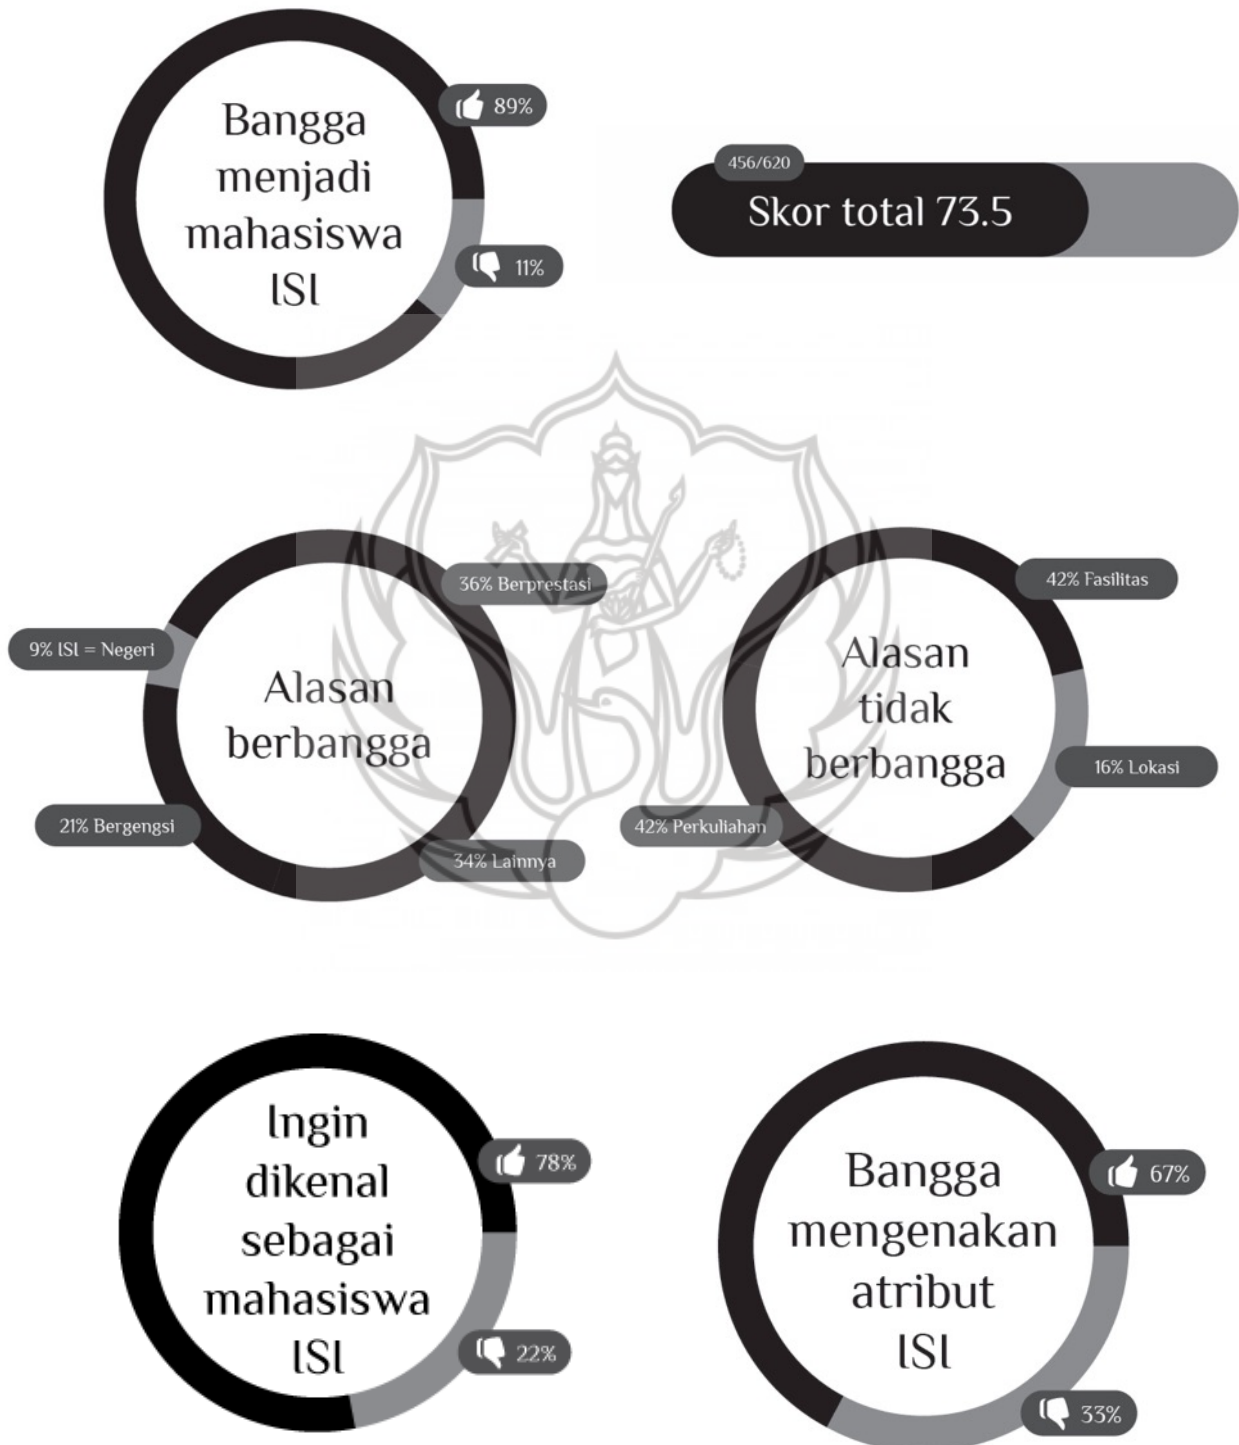 Bangga
menjadi
mahasiswa
ISI
89%
11%
456/620
Skor total 73.5
Alasan
berbangga
36% Berprestasi
9% ISI = Negeri
21% Bergengsi
34% Lainnya
Alasan
tidak
berbangga
42% Fasilitas
16% Lokasi
42% Perkuliahan
Ingin
dikenal
sebagai
mahasiswa
ISI
78%
22%
Bangga
mengenakan
atribut
ISI
67%
33%